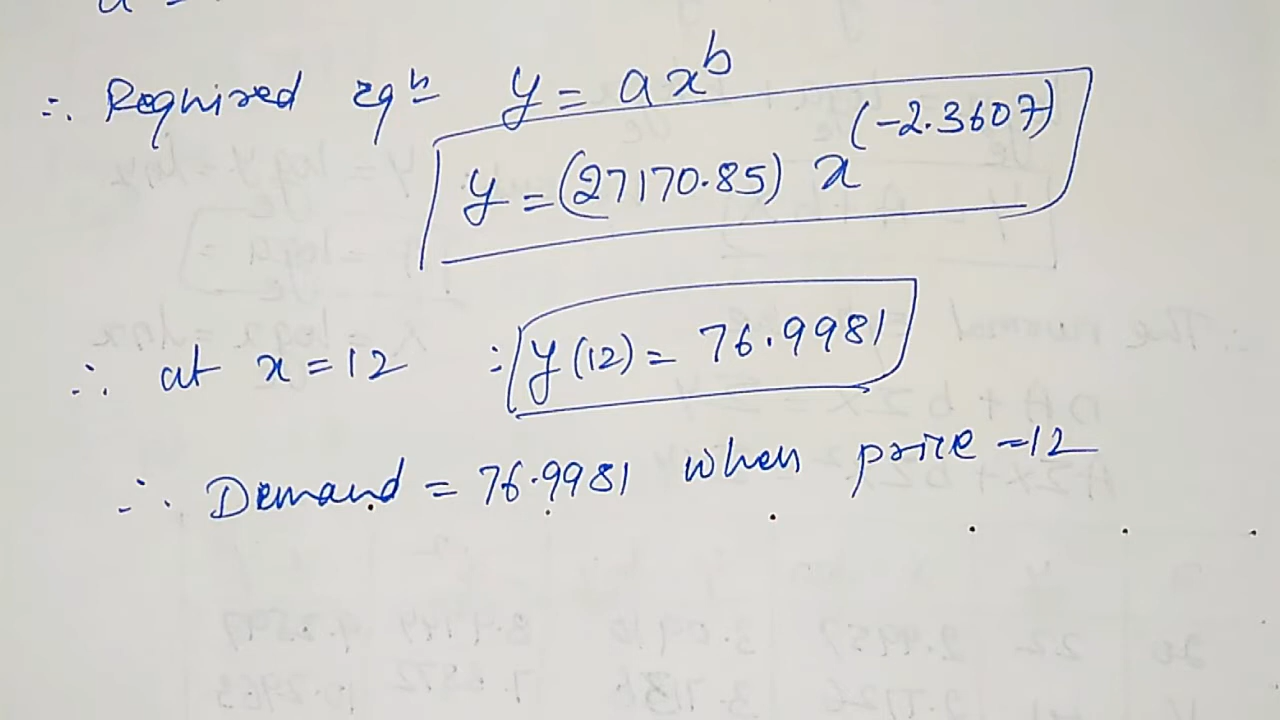 ∴ Required eqⁿ y = ax^b
y = (27170.85) x^(-2.3607)
∴ at x = 12 : y(12) = 76.9981
∴ Demand = 76.9981 when price = 12